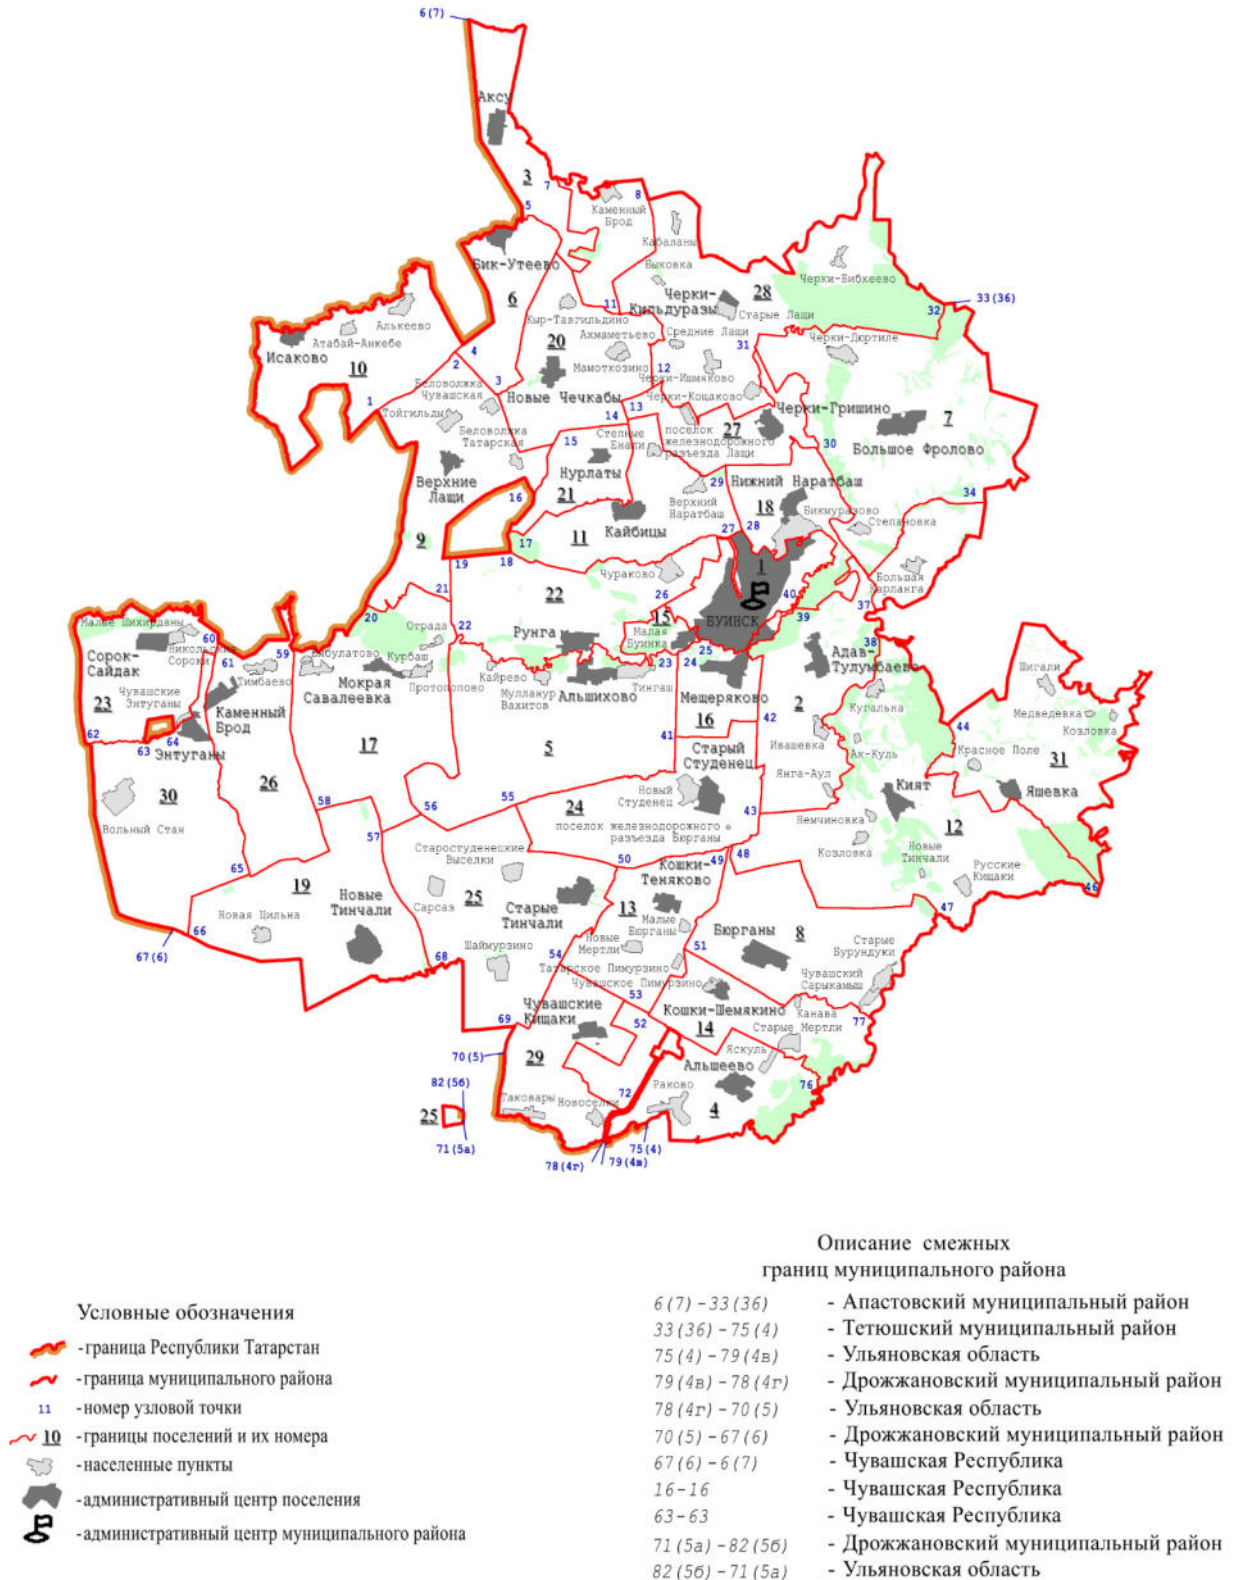 6 (7)
Аксу
3
7
8
5
Каменный
Брод
Кабаланы
Быковка
Бик-Утеево
6
Черки-Бибкеево
Черки-
Кильдуразы
28
33 (36)
32
11
Старые Лащи
Алькеево
Атабай-Анкебе
Исаково
10
Кыр-Тавгильдино
Ахмаметьево
20
Средние Лащи
31
Черки-Дюртиле
4
2
3
12
Мамоткозино
Черки-Ишмяково
Беловолжка
Чувашская
Новые Чечкабы
Черки-Кощаково
1
Тойгильды
13
14
Черки-Гришино
7
Беловолжка
Татарская
15
Степные
Енали
поселок
железнодорожного
разъезда Лащи
27
30
Большое Фролово
Верхние
Лащи
Нурлаты
21
16
29
Нижний Наратбаш
34
Верхний
Наратбаш
18
Бикмуразово
Степановка
Кайбицы
11
9
17
27
28
19
18
Чураково
1
Большая
Карланга
22
26
40
37
21
20
15
БУИНСК
39
Малые Шихирданы
60
Никольские
Сороки
Отрада
22
Рунга
Малая
Буинка
25
38
Адав-
Тулумбаево
Сорок-
Сайдак
61
59
Ембулатово
Курбаш
Тимбаево
Мокрая
Савалеевка
Протопопово
Кайрево
Мулланур
Вахитов
Альшихово
Тингаш
23
24
Мещеряково
Шигали
Чувашские
Энтуганы
23
Каменный
Брод
2
Кугальна
Медведевка
Козловка
16
42
44
62
63
64
Энтуганы
17
41
Ивашевка
Красное Поле
31
Старый
Студенец
Ак-Куль
5
26
Янга-Аул
30
Новый
Студенец
Кият
Яшевка
58
56
55
24
43
Немчиновка
12
Вольный Стан
57
поселок железнодорожного
разъезда Бюрганы
Козловка
Новые
Тинчали
Русские
Кищаки
65
Старостуденецкие
Выселки
50
49
48
Кошки-
Теняково
46
19
Новые
Тинчали
Сарсаз
25
Старые
Тинчали
13
47
Новая Цильна
Малые
Бюрганы
Бюрганы
8
66
67 (6)
Шаймурзино
Новые
Мертли
51
Старые
Бурундуки
68
54
Татарское Пимурзино
Чувашское Пимурзино
Чувашский
Сарыкамыш
53
69
Чувашские
Кищаки
52
Кошки-Шемякино
Канава
77
14
Старые Мертли
70 (5)
29
Яскуль
82 (5б)
Альшеево
76
72
Раково
Таковары
Новоселки
4
25
71 (5а)
75 (4)
78 (4г)
79 (4в)
Условные обозначения
-граница Республики Татарстан
-граница муниципального района
11 -номер узловой точки
10 -границы поселений и их номера
-населенные пункты
-административный центр поселения
-административный центр муниципального района
Описание смежных
границ муниципального района
6 (7) - 33 (36) - Апастовский муниципальный район
33 (36) - 75 (4) - Тетюшский муниципальный район
75 (4) - 79 (4в) - Ульяновская область
79 (4в) - 78 (4г) - Дрожжановский муниципальный район
78 (4г) - 70 (5) - Ульяновская область
70 (5) - 67 (6) - Дрожжановский муниципальный район
67 (6) - 6 (7) - Чувашская Республика
16-16 - Чувашская Республика
63-63 - Чувашская Республика
71 (5а) - 82 (5б) - Дрожжановский муниципальный район
82 (5б) - 71 (5а) - Ульяновская область